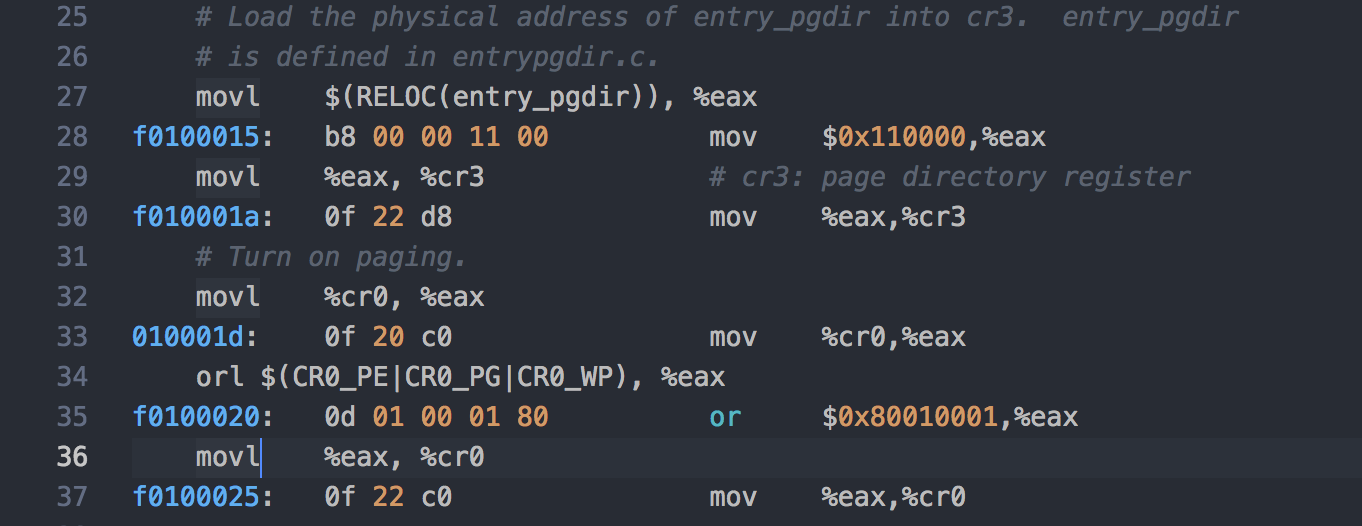 25 # Load the physical address of entry_pgdir into cr3.  entry_pgdir
26 # is defined in entrypgdir.c.
27 movl $(RELOC(entry_pgdir)), %eax
28 f0100015: b8 00 00 11 00 mov $0x110000,%eax
29 movl %eax, %cr3 # cr3: page directory register
30 f010001a: 0f 22 d8 mov %eax,%cr3
31 # Turn on paging.
32 movl %cr0, %eax
33 010001d: 0f 20 c0 mov %cr0,%eax
34 orl $(CR0_PE|CR0_PG|CR0_WP), %eax
35 f0100020: 0d 01 00 01 80 or $0x80010001,%eax
36 movl %eax, %cr0
37 f0100025: 0f 22 c0 mov %eax,%cr0